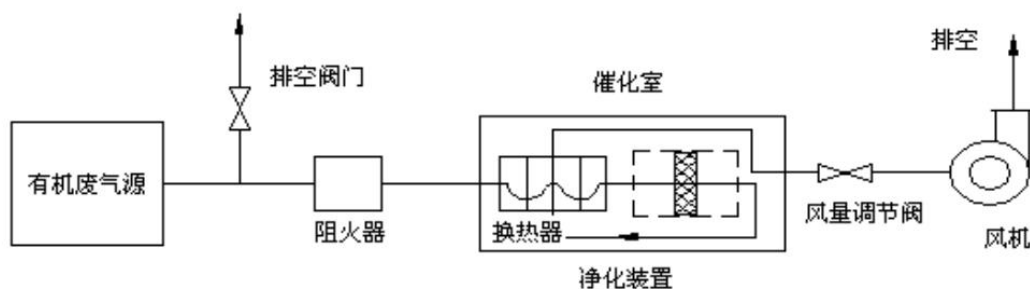 排空
排空阀门
催化室
有机废气源
阻火器
换热器
风量调节阀
风机
净化装置